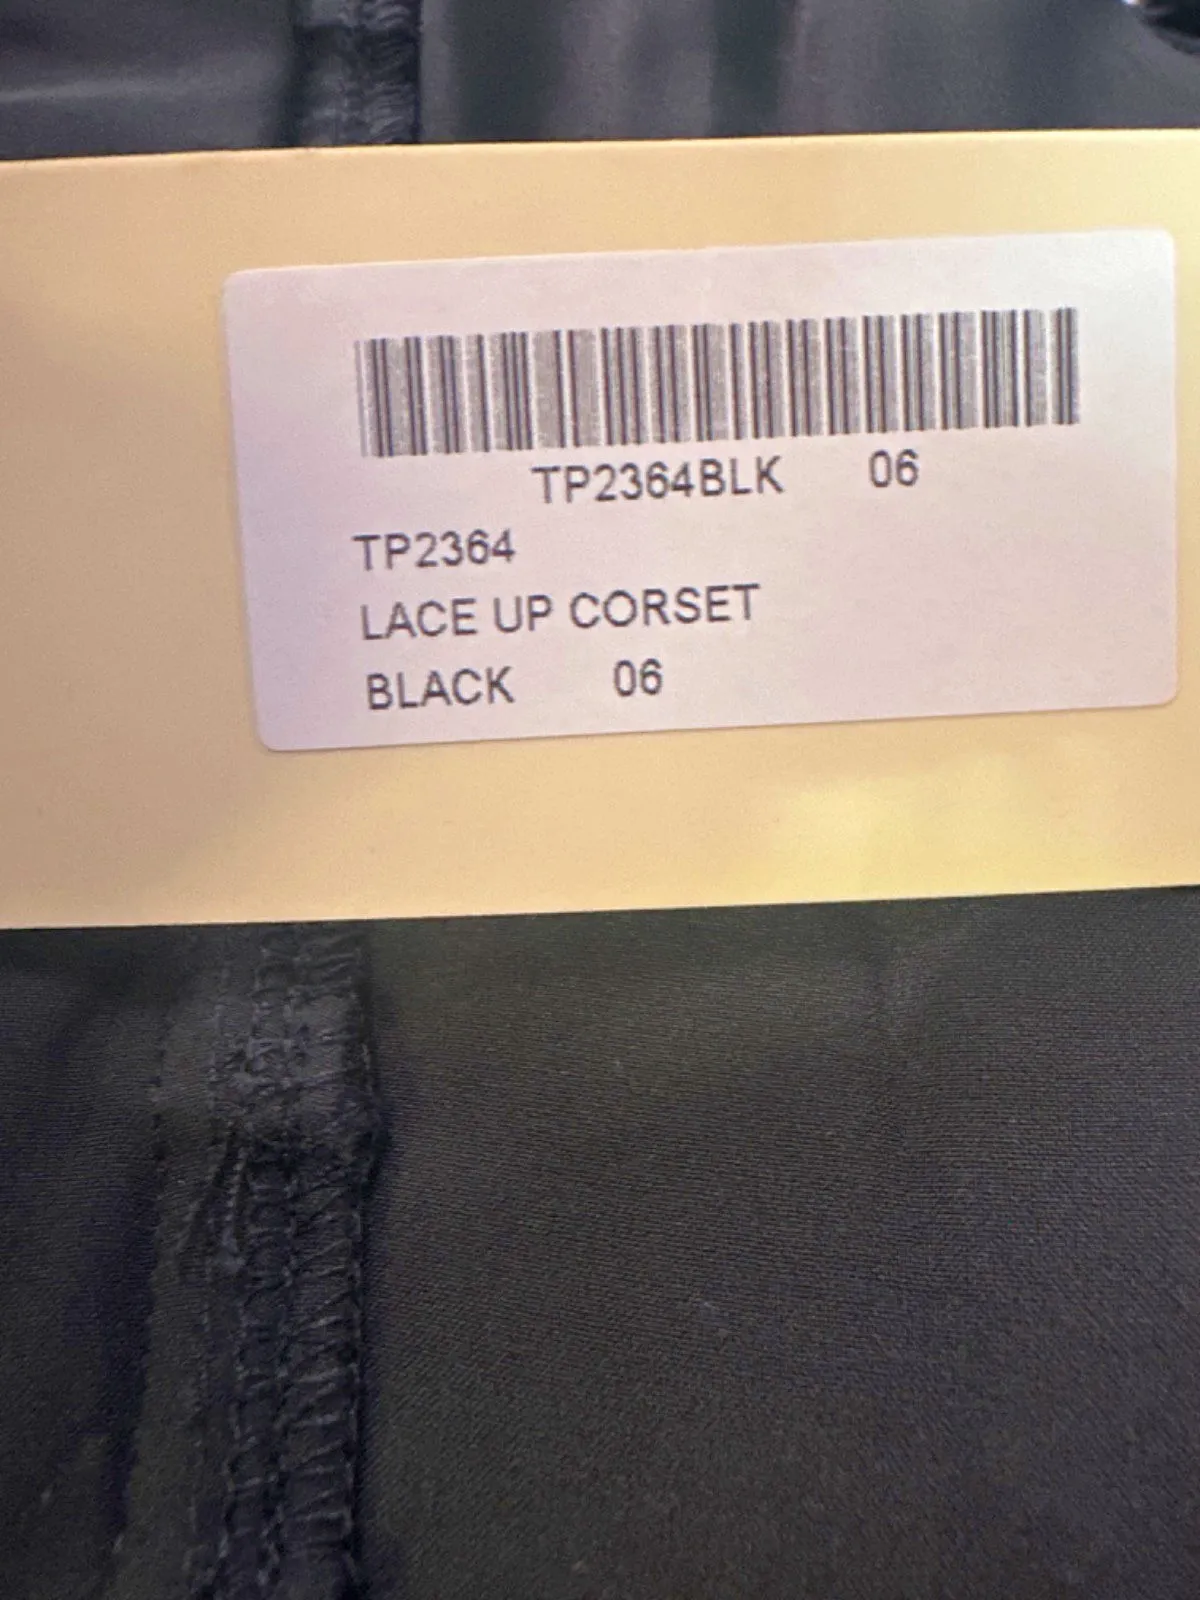 TP2364BLK 06
TP2364
LACE UP CORSET
BLACK 06